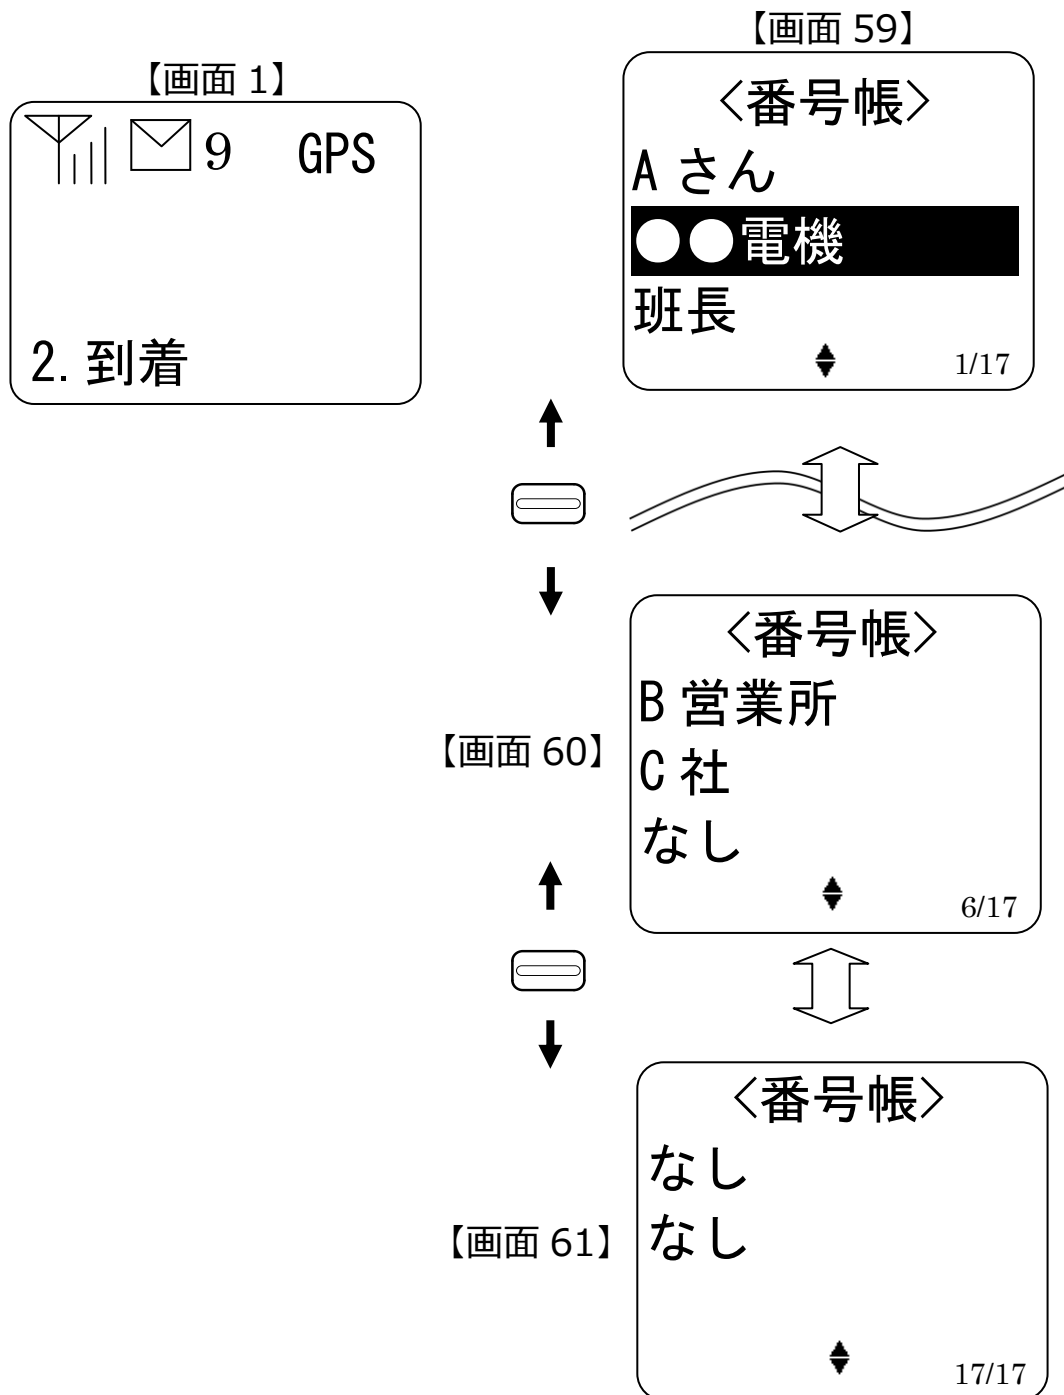 【画面 1】
9 GPS
2. 到着
【画面 59】
〈番号帳〉
A さん
●●電機
班長
1/17
【画面 60】
〈番号帳〉
B 営業所
C 社
なし
6/17
【画面 61】
〈番号帳〉
なし
なし
17/17